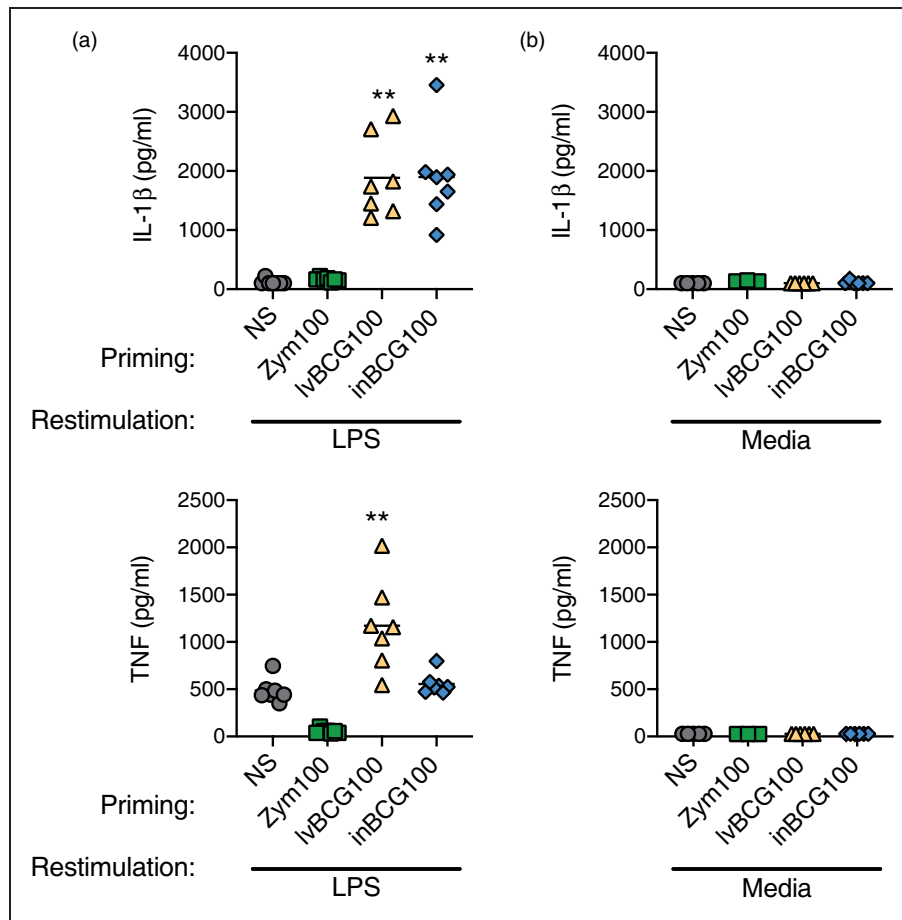 (a)
(b)
4000
3000
2000
1000
0
IL-1β (pg/ml)
**
**
NS
Zym100
lvBCG100
inBCG100
Priming:
Restimulation:
LPS
4000
3000
2000
1000
0
IL-1β (pg/ml)
NS
Zym100
lvBCG100
inBCG100
Media
2500
2000
1500
1000
500
0
TNF (pg/ml)
**
NS
Zym100
lvBCG100
inBCG100
Priming:
Restimulation:
LPS
2500
2000
1500
1000
500
0
TNF (pg/ml)
NS
Zym100
lvBCG100
inBCG100
Media